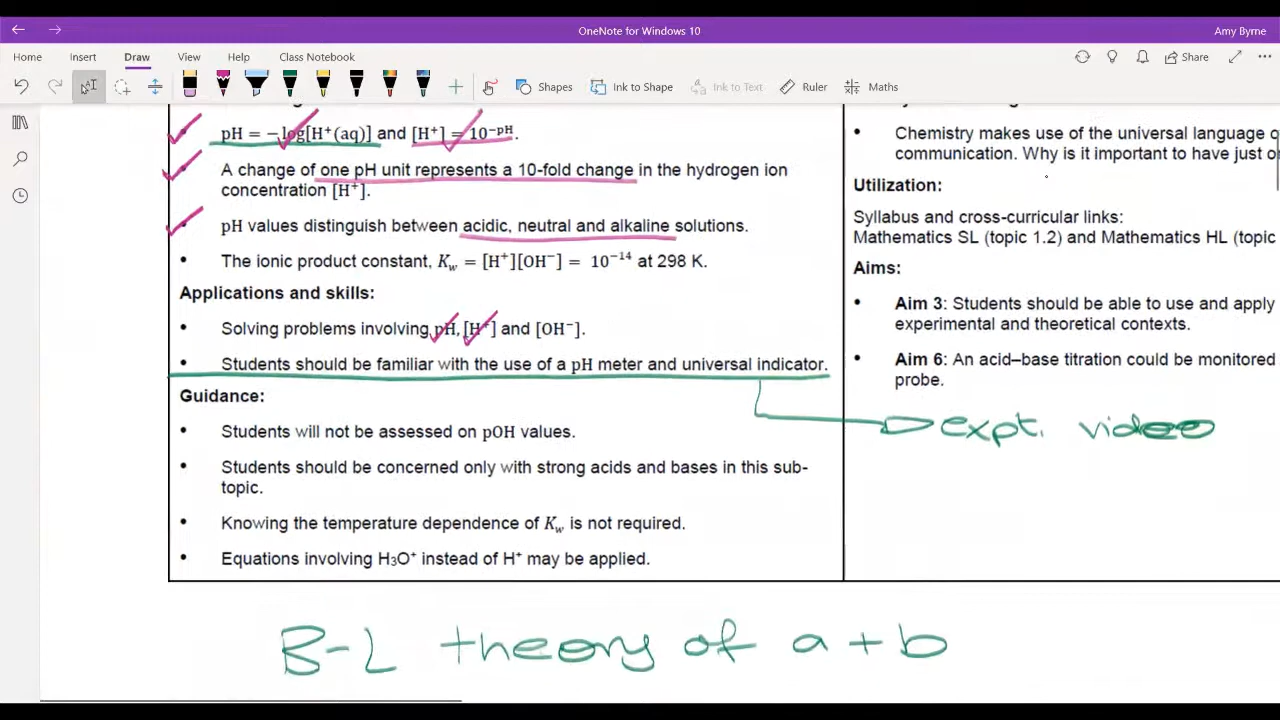 OneNote for Windows 10
Amy Byrne
Home Insert Draw View Help Class Notebook
Share
Shapes Ink to Shape Ink to Text Ruler Maths
pH = −log[H⁺(aq)] and [H⁺] = 10⁻ᵖᴴ.
A change of one pH unit represents a 10-fold change in the hydrogen ion
concentration [H⁺].
pH values distinguish between acidic, neutral and alkaline solutions.
The ionic product constant, Kw = [H⁺][OH⁻] = 10⁻¹⁴ at 298 K.
Applications and skills:
Solving problems involving pH, [H⁺] and [OH⁻].
Students should be familiar with the use of a pH meter and universal indicator.
Guidance:
Students will not be assessed on pOH values.
Students should be concerned only with strong acids and bases in this sub-
topic.
Knowing the temperature dependence of Kw is not required.
Equations involving H₃O⁺ instead of H⁺ may be applied.
Chemistry makes use of the universal language o
communication. Why is it important to have just o
Utilization:
Syllabus and cross-curricular links:
Mathematics SL (topic 1.2) and Mathematics HL (topic
Aims:
Aim 3: Students should be able to use and apply
experimental and theoretical contexts.
Aim 6: An acid–base titration could be monitored
probe.
expt. video
B-L theory of a + b